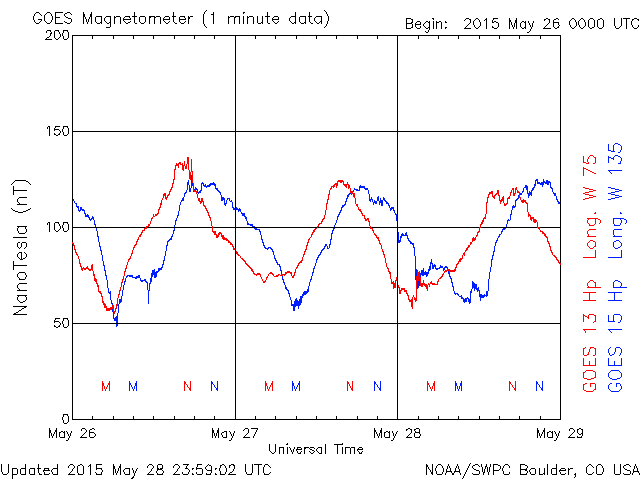 GOES Magnetometer (1 minute data)
Begin: 2015 May 26 0000 UTC
200
150
100
50
0
NanoTesla (nT)
M M N N M M N N M M N N
May 26 May 27 May 28 May 29
Universal Time
GOES 13 Hp Long. W 75
GOES 15 Hp Long. W 135
Updated 2015 May 28 23:59:02 UTC
NOAA/SWPC Boulder, CO USA